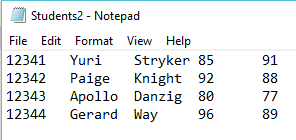 Students2 - Notepad
File Edit Format View Help
12341 Yuri Stryker 85 91
12342 Paige Knight 92 88
12343 Apollo Danzig 80 77
12344 Gerard Way 96 89